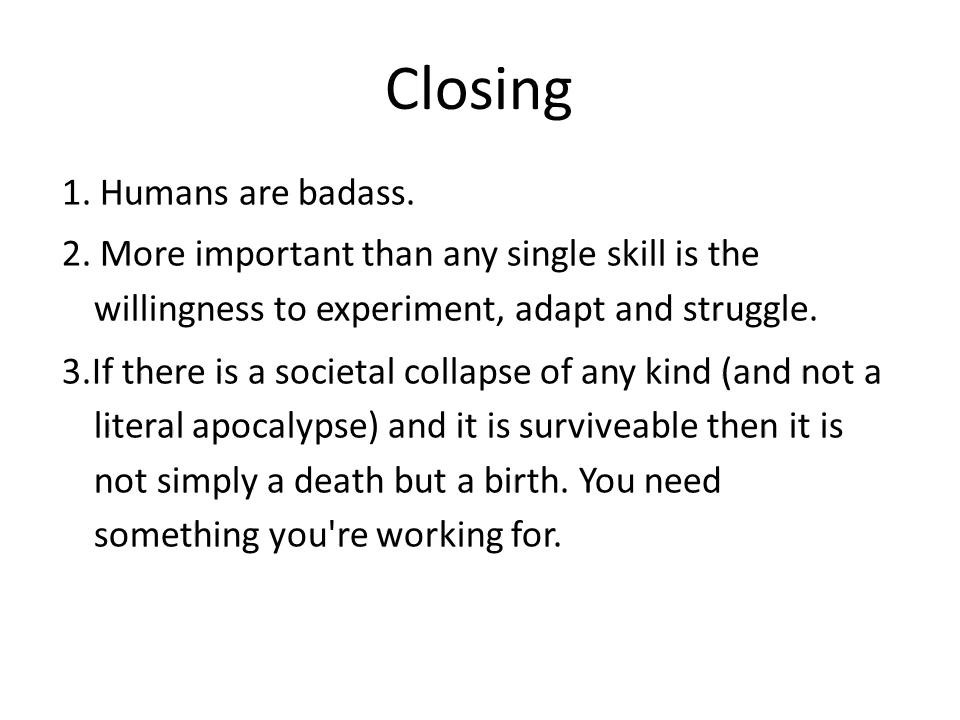 Closing
1. Humans are badass.
2. More important than any single skill is the
willingness to experiment, adapt and struggle.
3.If there is a societal collapse of any kind (and not a
literal apocalypse) and it is surviveable then it is
not simply a death but a birth. You need
something you're working for.